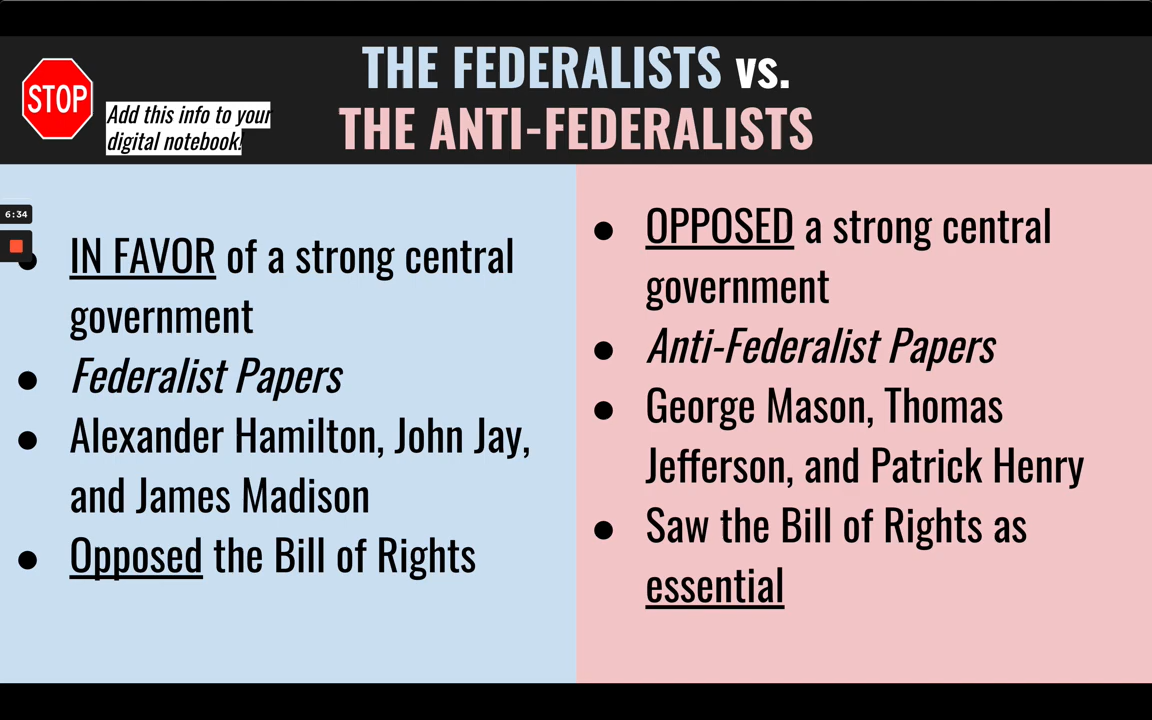 THE FEDERALISTS vs.
THE ANTI-FEDERALISTS
STOP
Add this info to your
digital notebook!
6:34
IN FAVOR of a strong central
government
Federalist Papers
Alexander Hamilton, John Jay,
and James Madison
Opposed the Bill of Rights
OPPOSED a strong central
government
Anti-Federalist Papers
George Mason, Thomas
Jefferson, and Patrick Henry
Saw the Bill of Rights as
essential